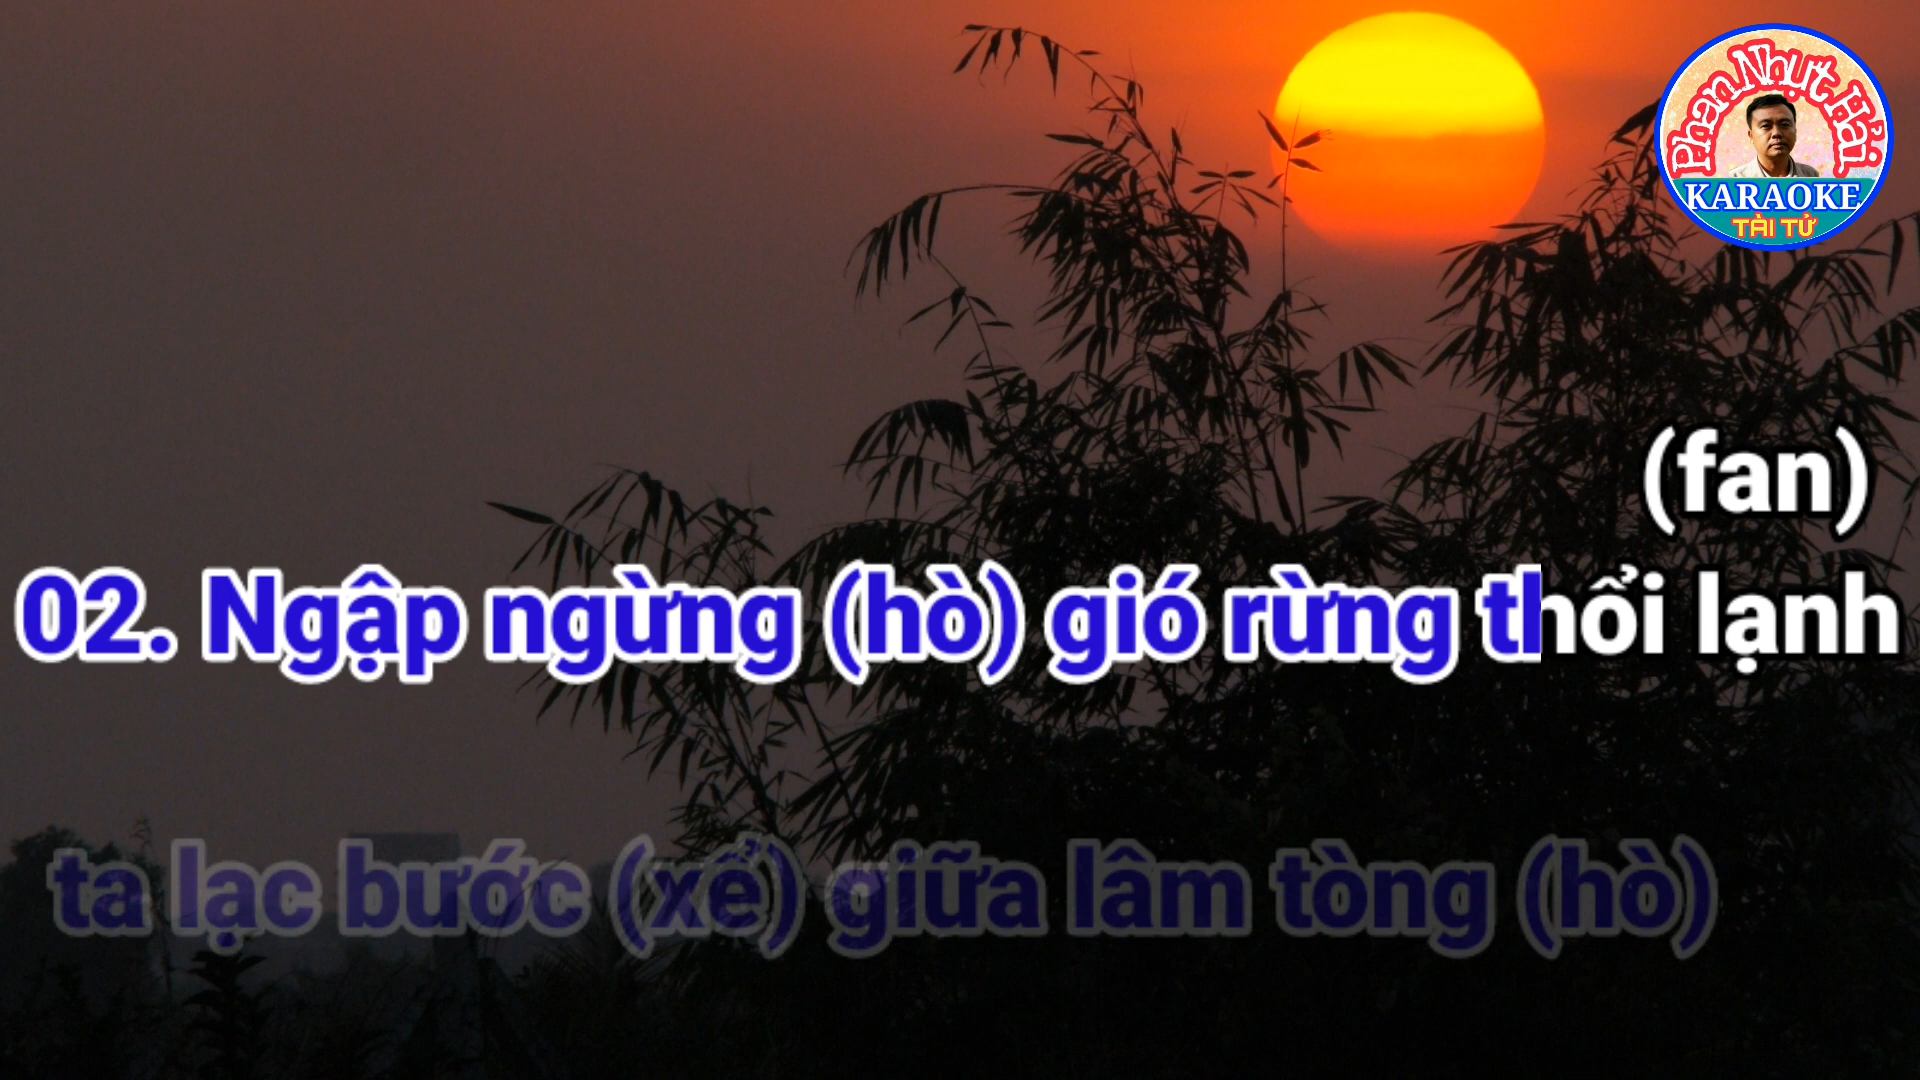 Phan Nhựt Hải
KARAOKE
TÀI TỬ
(fan)
02. Ngập ngừng (hò) gió rừng thổi lạnh
ta lạc bước (xể) giữa lâm tòng (hò)